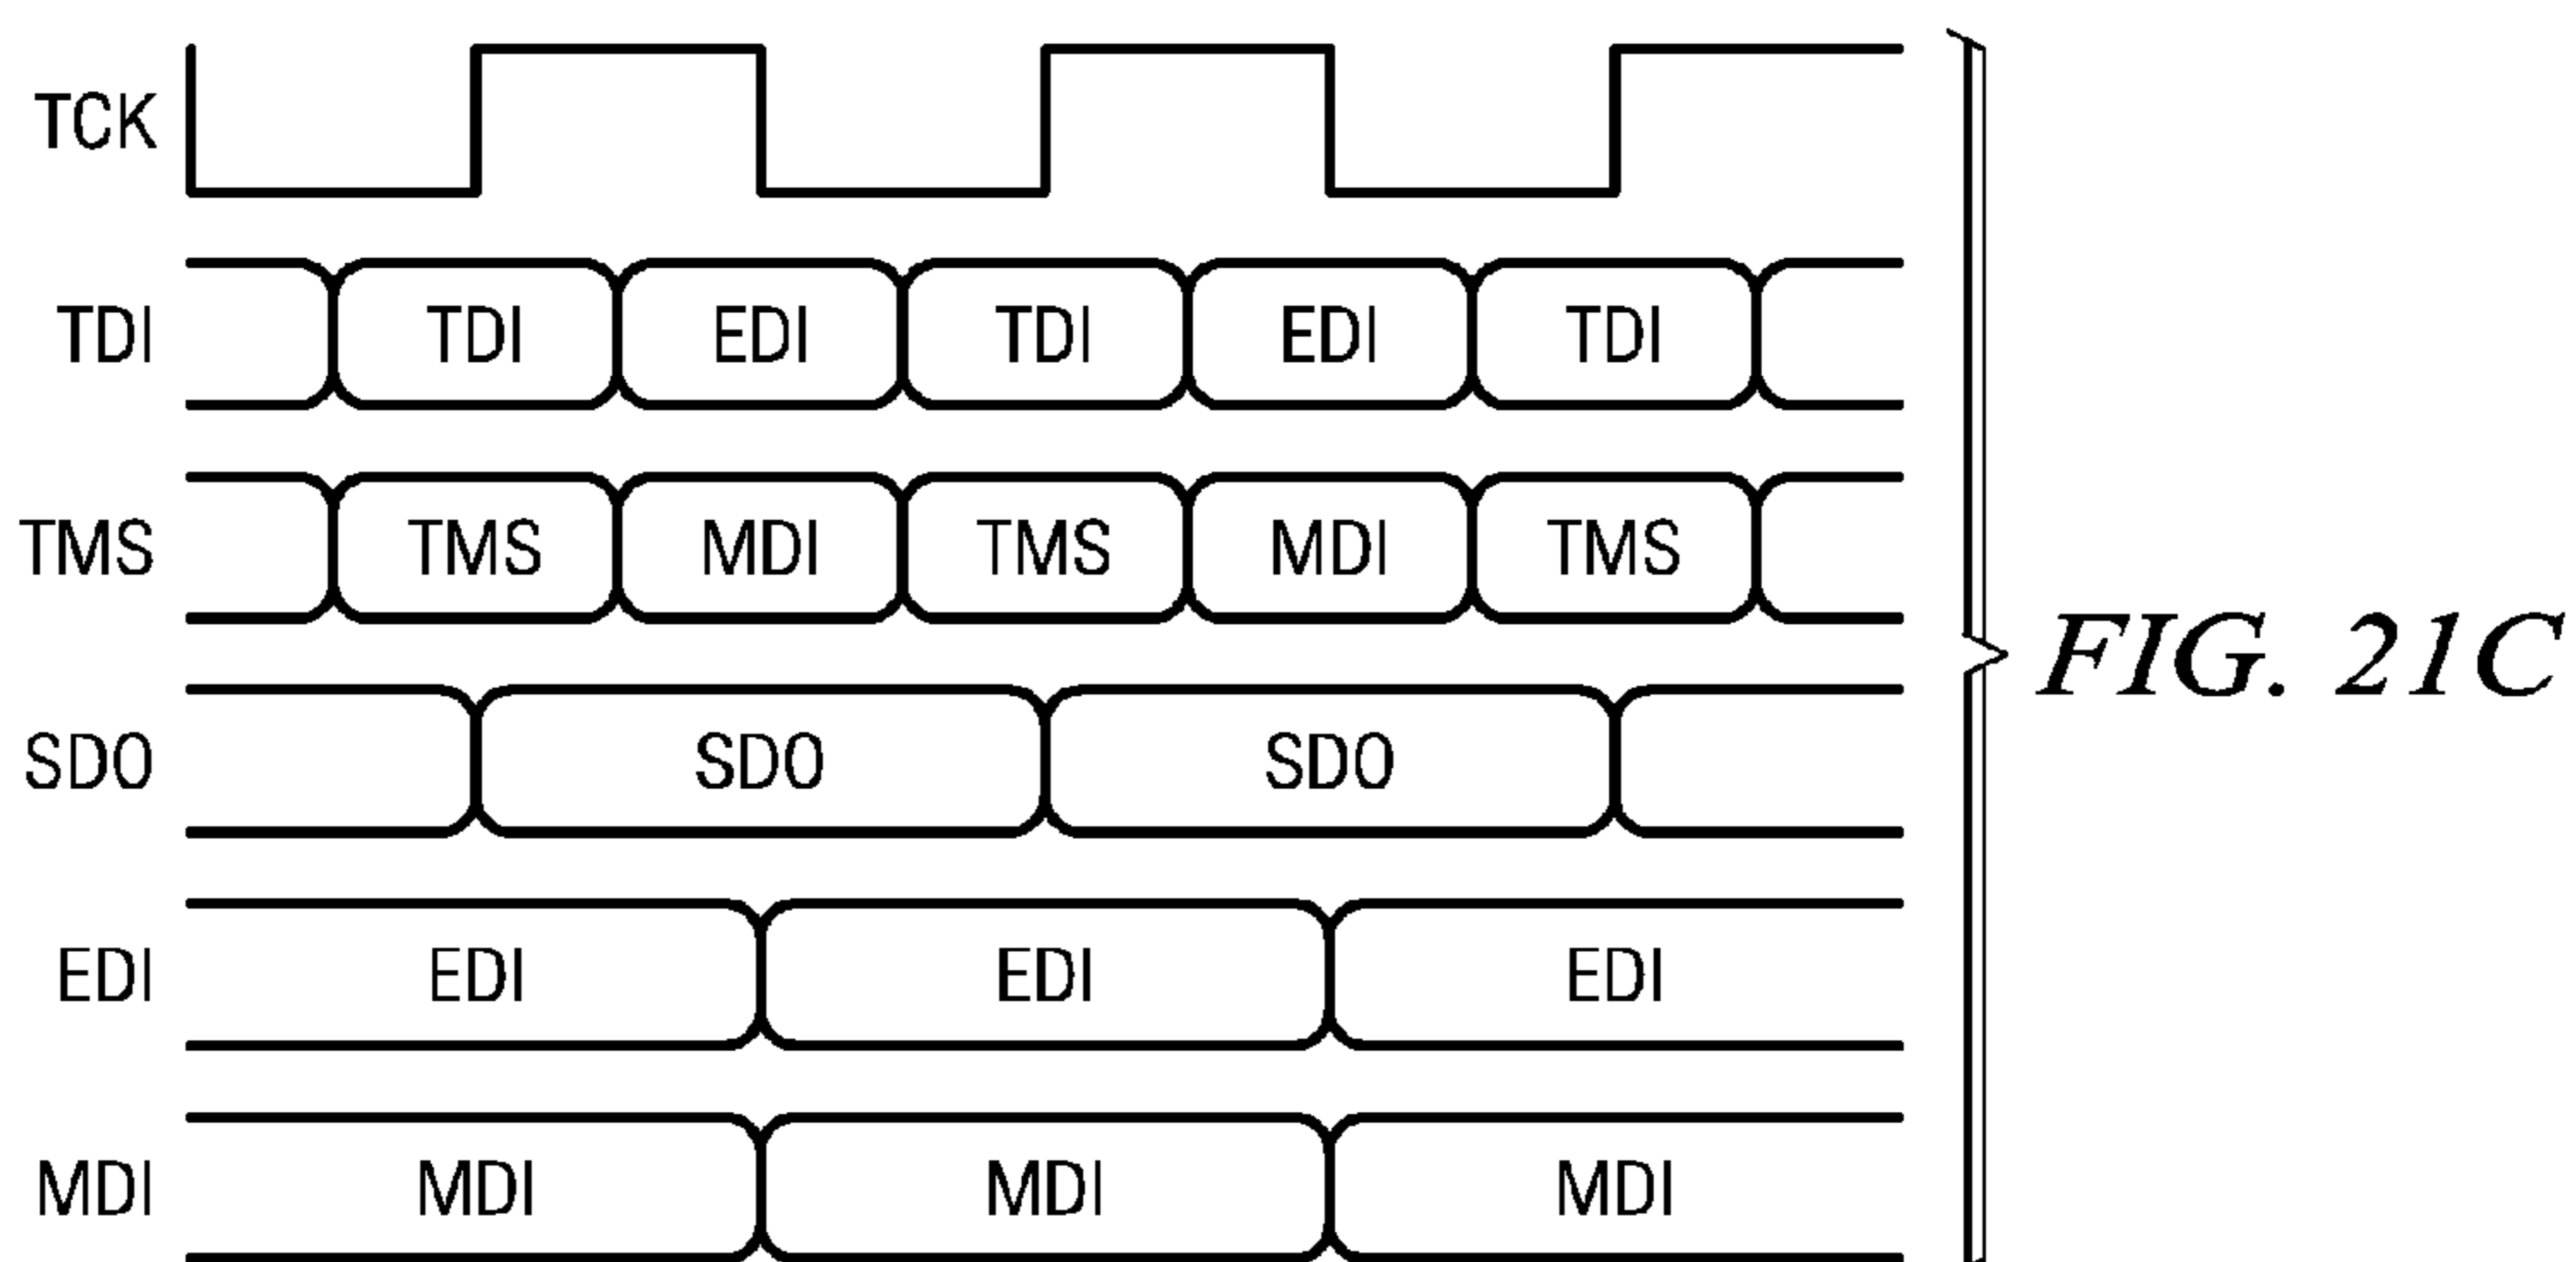 TCK
TDI TDI EDI TDI EDI TDI
TMS TMS MDI TMS MDI TMS
SDO SDO SDO
EDI EDI EDI EDI
MDI MDI MDI MDI
FIG. 21C